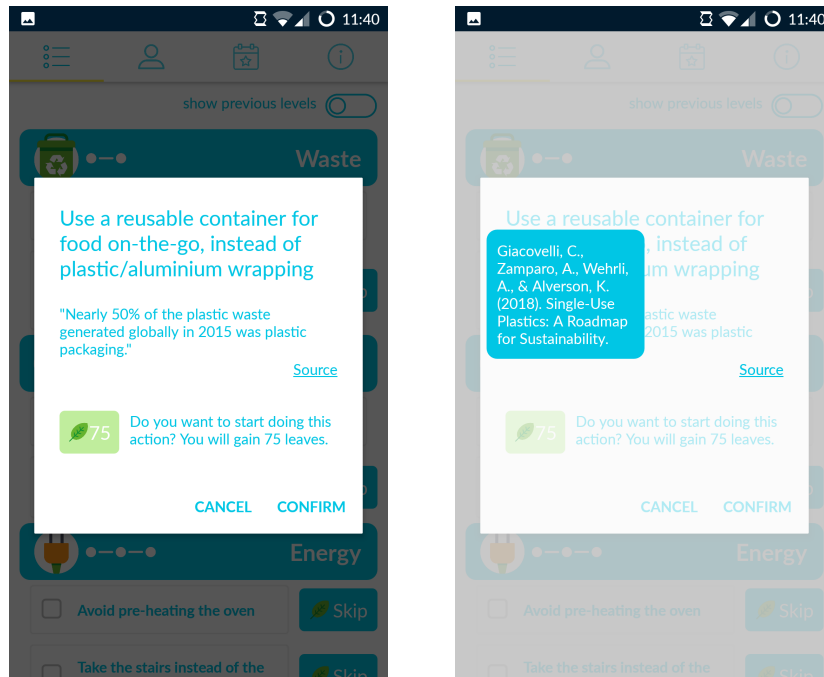 11:40
show previous levels
Waste
Use a reusable container for
food on-the-go, instead of
plastic/aluminium wrapping
"Nearly 50% of the plastic waste
generated globally in 2015 was plastic
packaging."
Source
75
Do you want to start doing this
action? You will gain 75 leaves.
CANCEL CONFIRM
Energy
Avoid pre-heating the oven
Skip
Take the stairs instead of the
Skip
11:40
show previous levels
Waste
Use a reusable container for
instead of
wrapping
Giacovelli, C.,
Zamparo, A., Wehrli,
A., & Alverson, K.
(2018). Single-Use
Plastics: A Roadmap
for Sustainability.
waste
2015 was plastic
Source
75
Do you want to start doing this
action? You will gain 75 leaves.
CANCEL CONFIRM
Energy
Avoid pre-heating the oven
Skip
Take the stairs instead of the
Skip